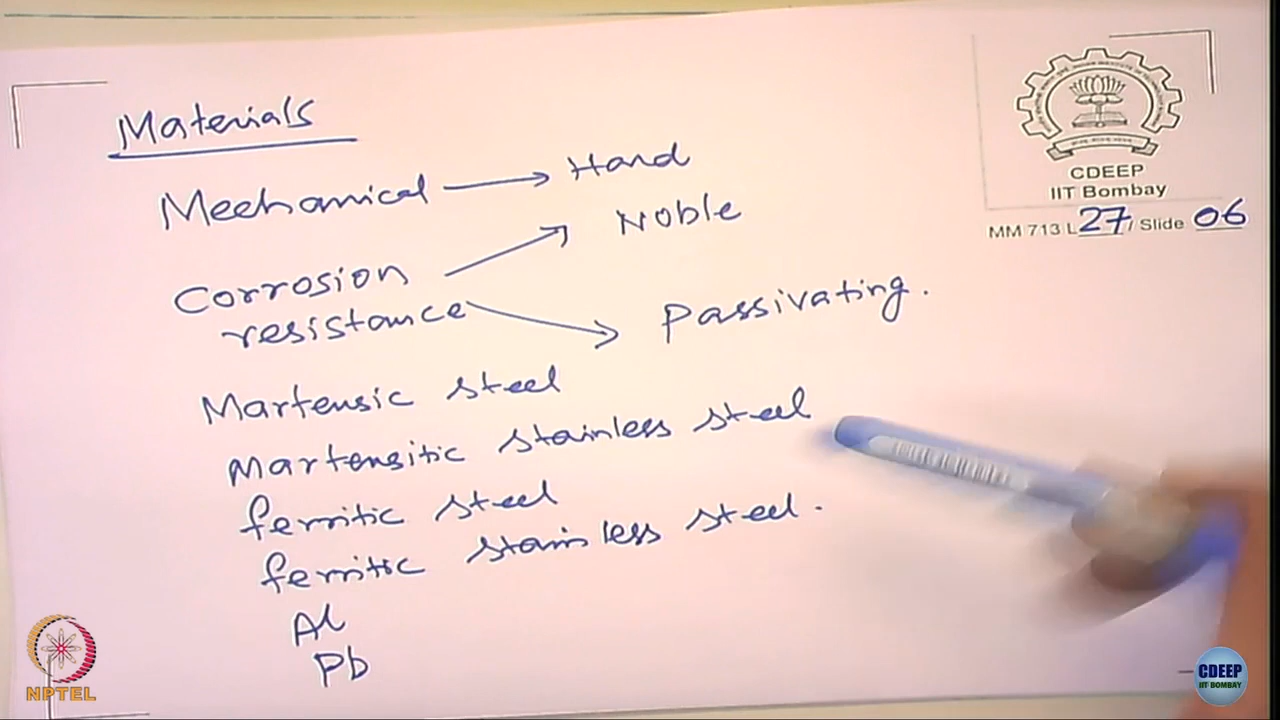 Materials
Mechanical → Hard
Corrosion resistance → Noble
→ Passivating.
Martensic steel
Martensitic stainless steel
ferritic steel
ferritic stainless steel.
Al
Pb
CDEEP
IIT Bombay
MM 713 L 27 / Slide 06
NPTEL
CDEEP
IIT BOMBAY